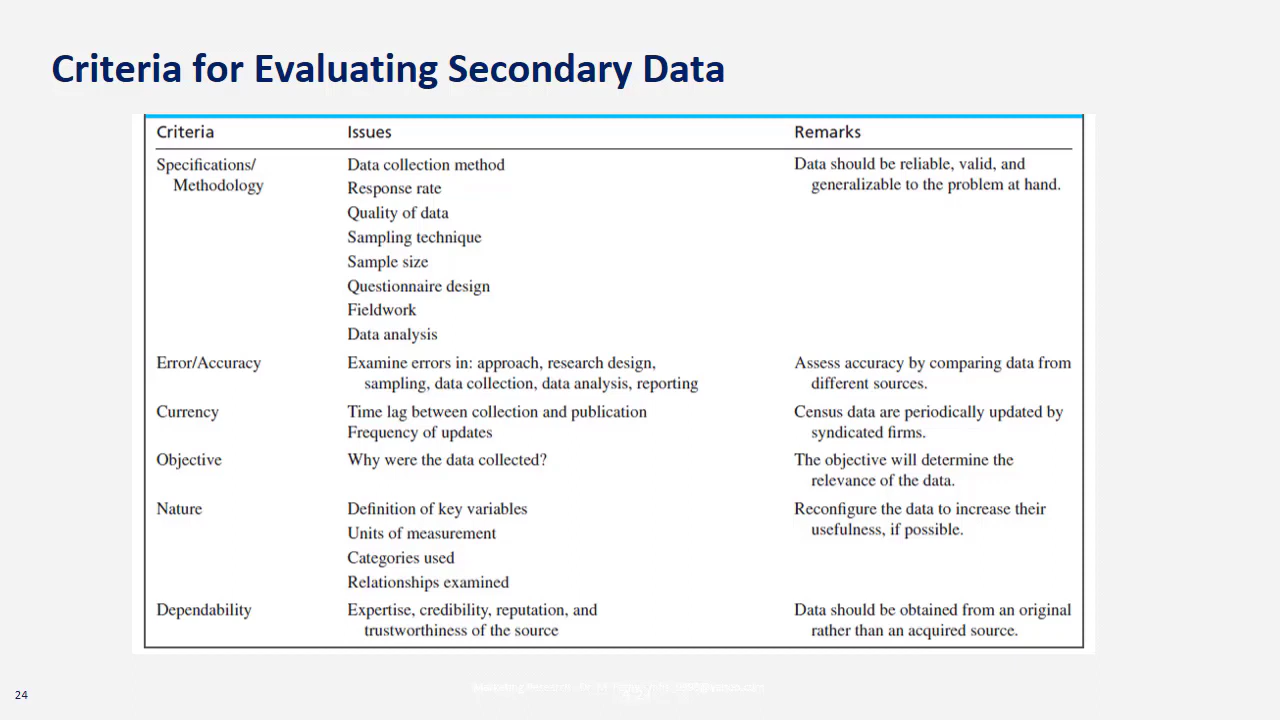 Criteria for Evaluating Secondary Data
Criteria Issues Remarks
Specifications/ Data collection method Data should be reliable, valid, and
Methodology Response rate generalizable to the problem at hand.
Quality of data
Sampling technique
Sample size
Questionnaire design
Fieldwork
Data analysis
Error/Accuracy Examine errors in: approach, research design, Assess accuracy by comparing data from
sampling, data collection, data analysis, reporting different sources.
Currency Time lag between collection and publication Census data are periodically updated by
Frequency of updates syndicated firms.
Objective Why were the data collected? The objective will determine the
relevance of the data.
Nature Definition of key variables Reconfigure the data to increase their
Units of measurement usefulness, if possible.
Categories used
Relationships examined
Dependability Expertise, credibility, reputation, and Data should be obtained from an original
trustworthiness of the source rather than an acquired source.
24